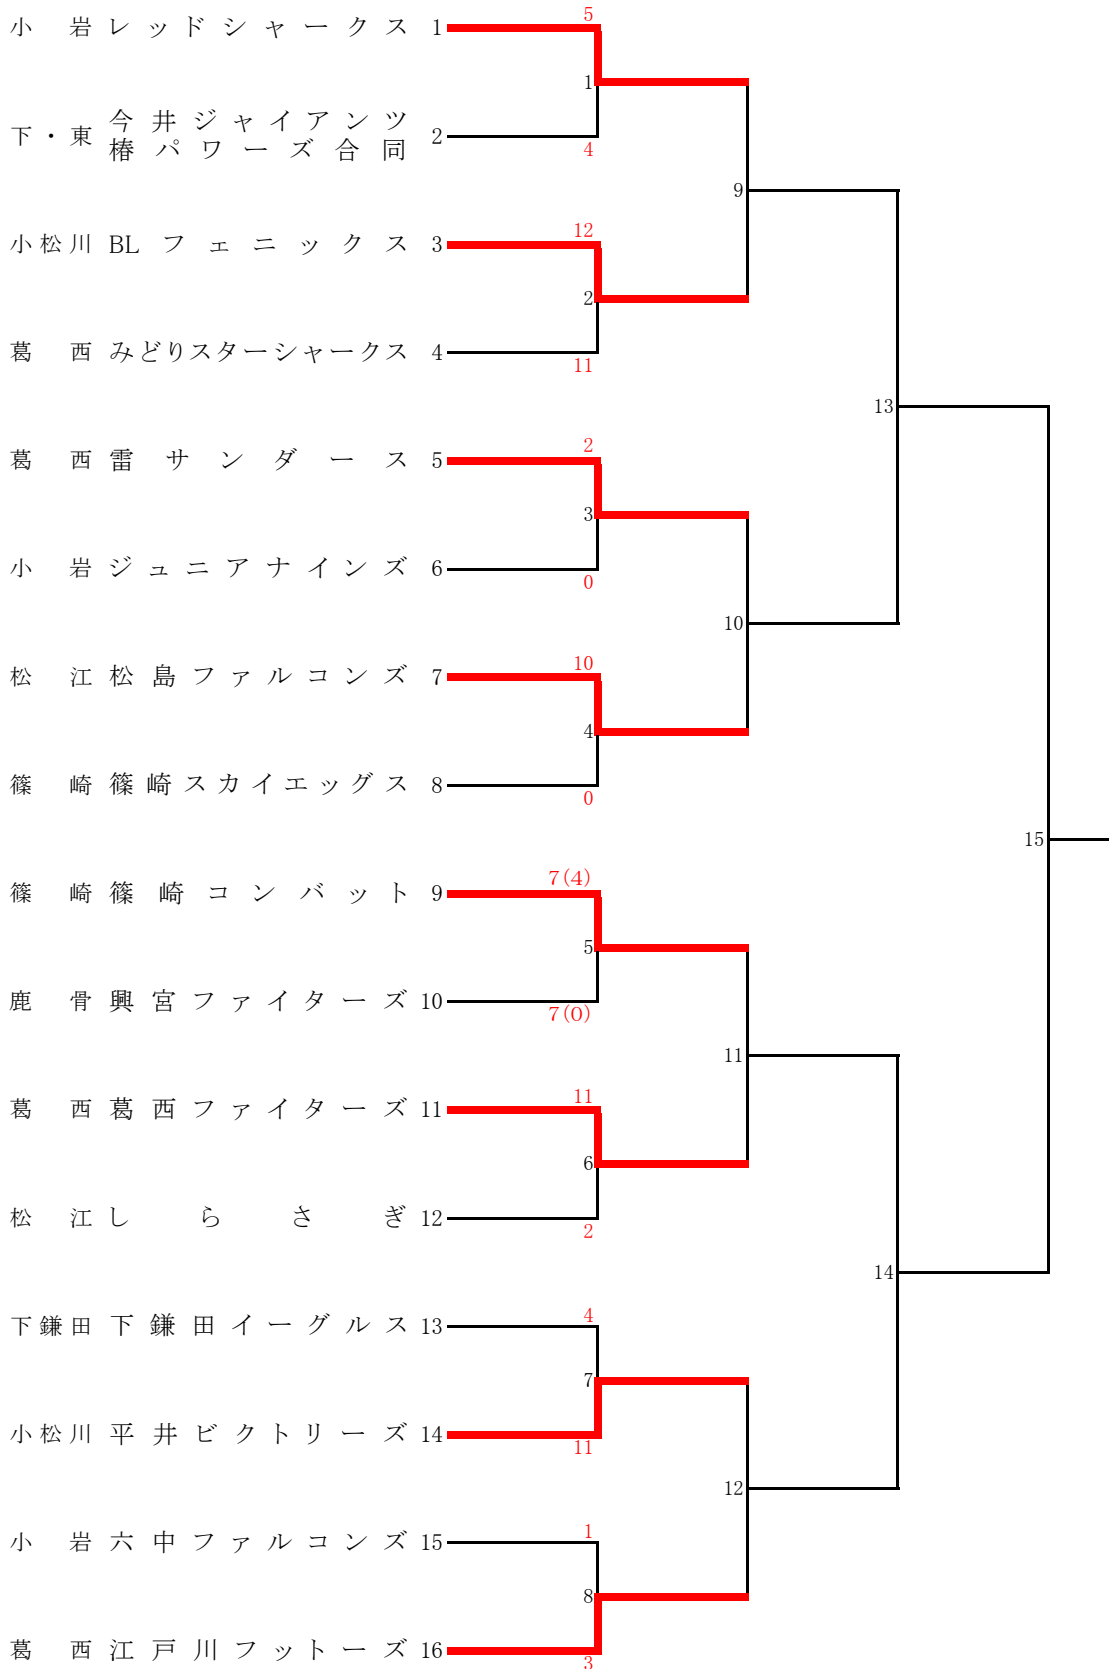 5
小岩 レッドシャークス 1
1
下・東 今井ジャイアンツ 椿パワーズ合同 2
4
9
12
小松川 BLフェニックス 3
2
葛西 みどりスターシャークス 4
11
13
2
葛西 雷サンダース 5
3
小岩 ジュニアナインズ 6
0
10
10
松江 松島ファルコンズ 7
4
篠崎 篠崎スカイエッグス 8
0
15
7(4)
篠崎 篠崎コンバット 9
5
鹿骨 興宮ファイターズ 10
7(0)
11
11
葛西 葛西ファイターズ 11
6
松江 しらさぎ 12
2
14
4
下鎌田 下鎌田イーグルス 13
7
小松川 平井ビクトリーズ 14
11
12
1
小岩 六中ファルコンズ 15
8
葛西 江戸川フットーズ 16
3